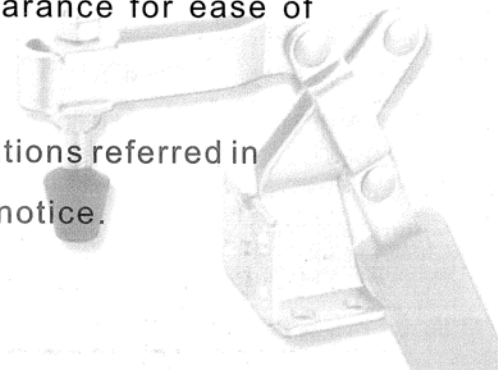 arance for ease of
tions referred in
notice.